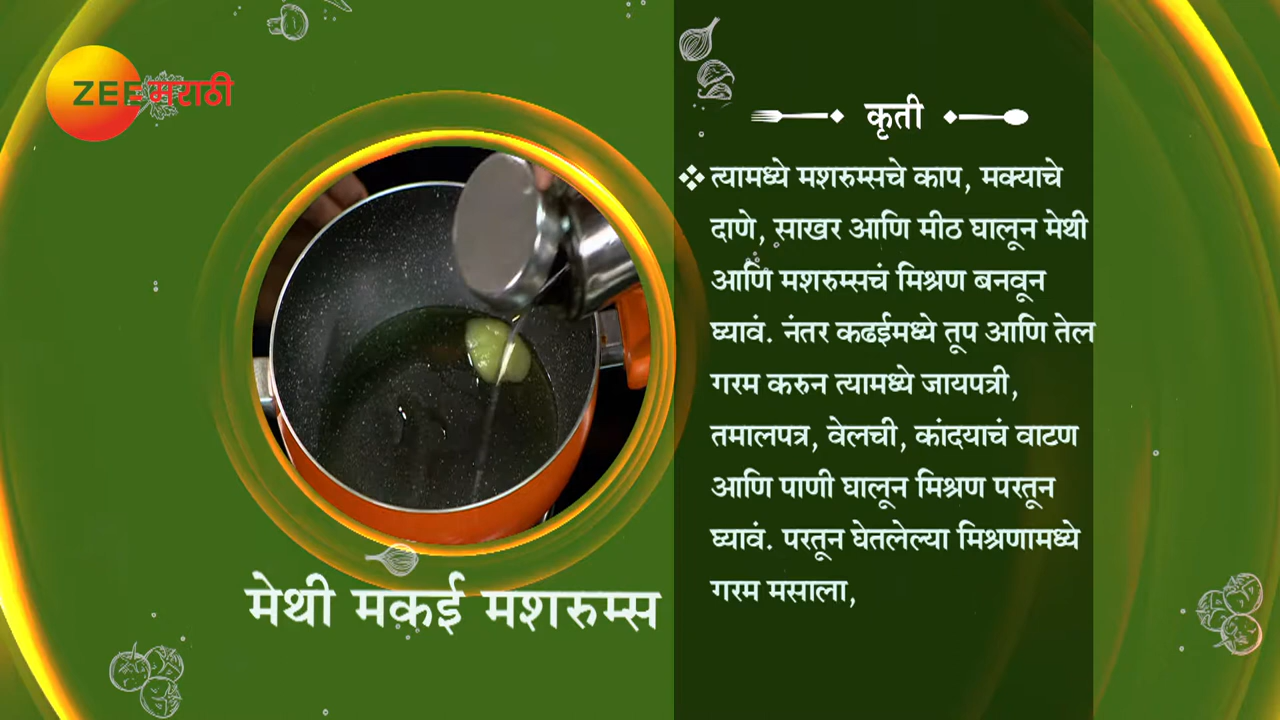 ZEE मराठी
कृती
त्यामध्ये मशरुम्सचे काप, मक्याचे
दाणे, साखर आणि मीठ घालून मेथी
आणि मशरुम्सचं मिश्रण बनवून
घ्यावं. नंतर कढईमध्ये तूप आणि तेल
गरम करुन त्यामध्ये जायपत्री,
तमालपत्र, वेलची, कांदयाचं वाटण
आणि पाणी घालून मिश्रण परतून
घ्यावं. परतून घेतलेल्या मिश्रणामध्ये
गरम मसाला,
मेथी मकई मशरुम्स